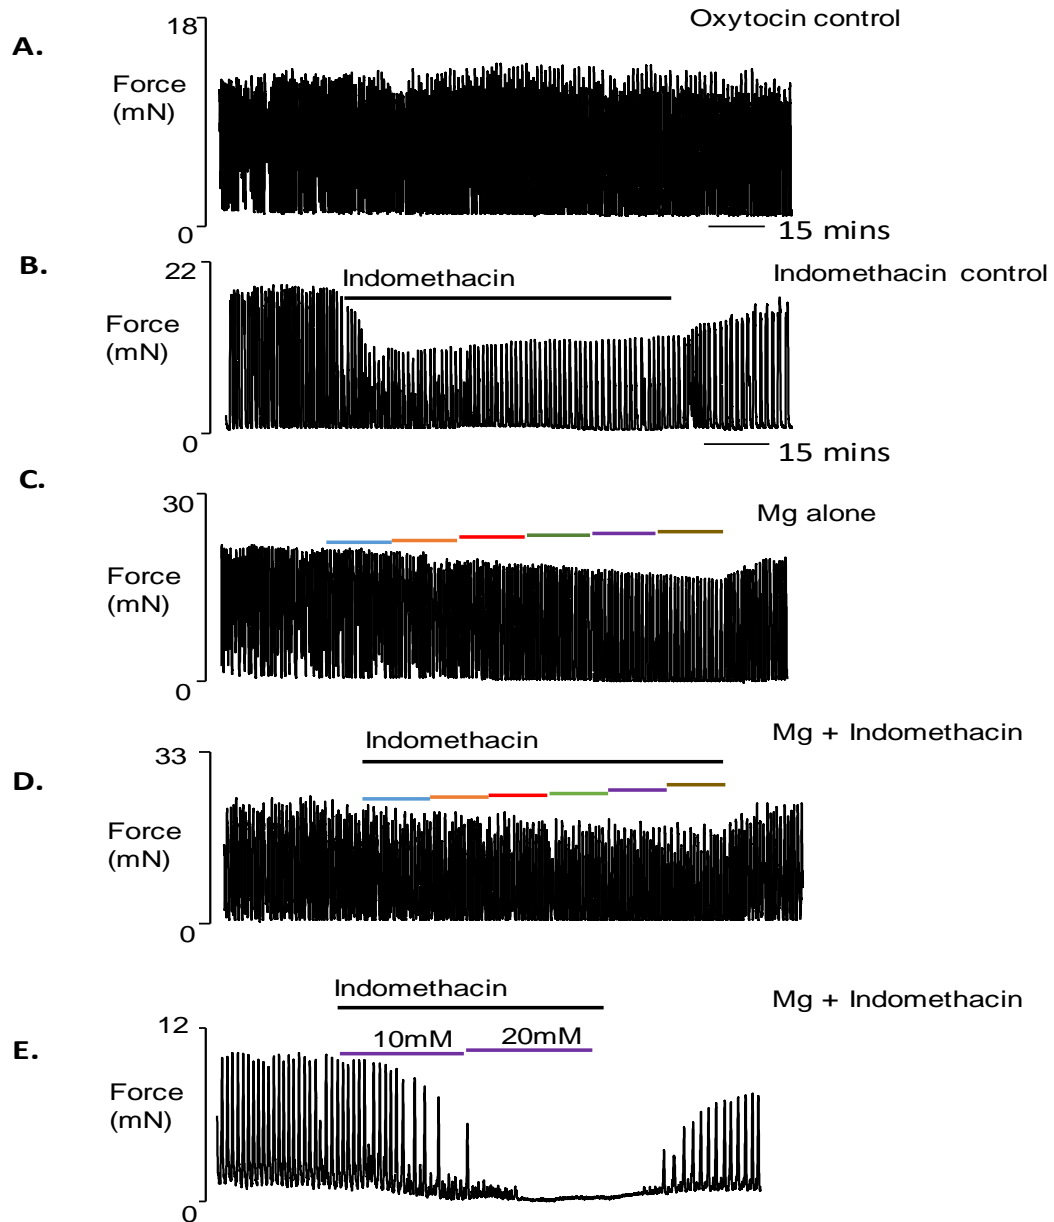 A.
18
Oxytocin control
Force
(mN)
0
15 mins
B.
22
Indomethacin
Indomethacin control
Force
(mN)
0
15 mins
C.
30
Mg alone
Force
(mN)
0
D.
33
Indomethacin
Mg + Indomethacin
Force
(mN)
0
E.
12
Indomethacin
Mg + Indomethacin
10mM
20mM
Force
(mN)
0